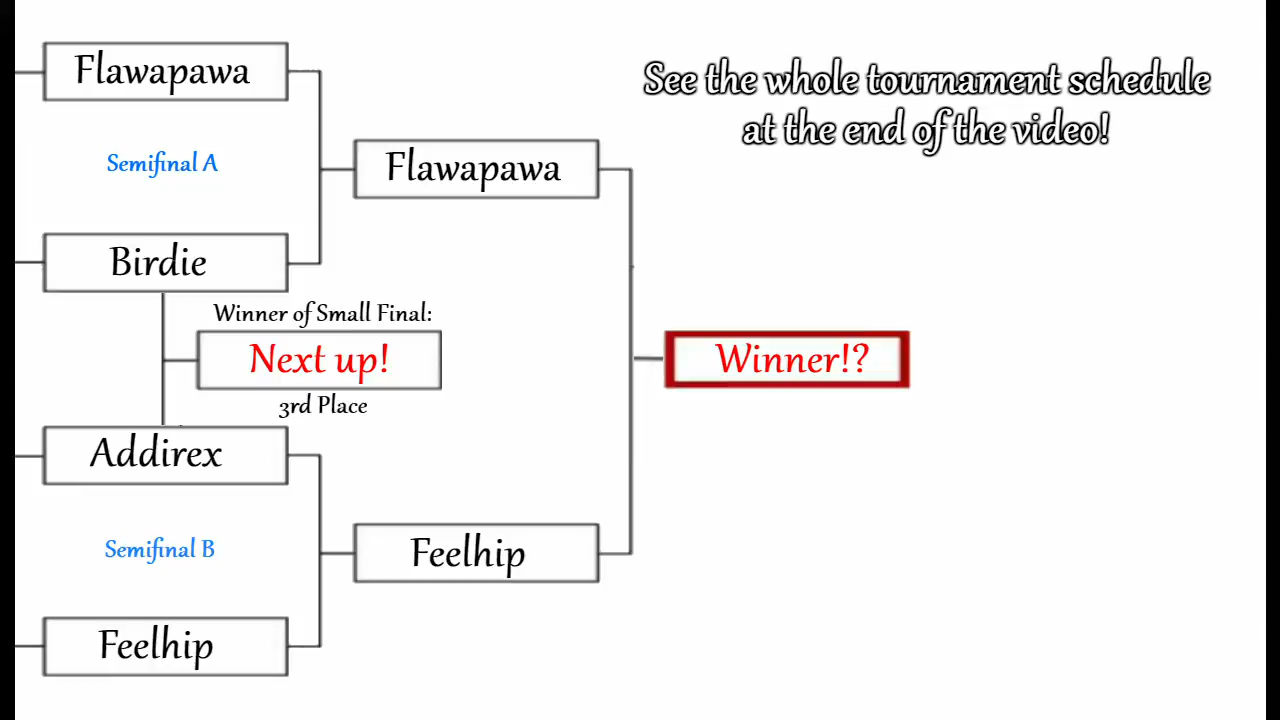 Flawapawa
Semifinal A
Birdie
Flawapawa
See the whole tournament schedule
at the end of the video!
Winner of Small Final:
Next up!
3rd Place
Winner!?
Addirex
Semifinal B
Feelhip
Feelhip